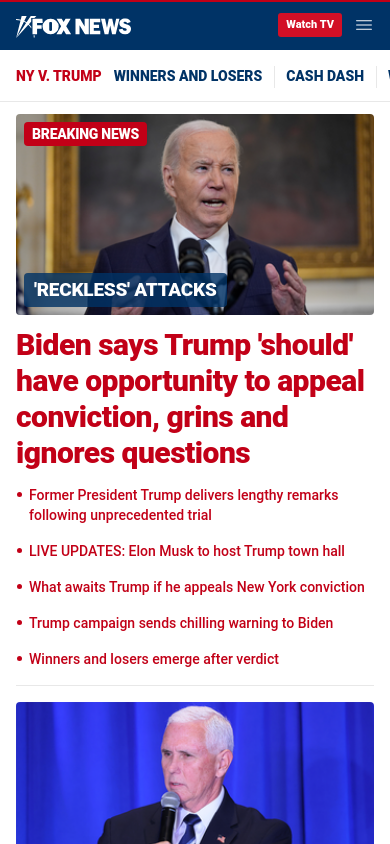 FOX NEWS
Watch TV
NY V. TRUMP
WINNERS AND LOSERS
CASH DASH
BREAKING NEWS
'RECKLESS' ATTACKS
Biden says Trump 'should'
have opportunity to appeal
conviction, grins and
ignores questions
• Former President Trump delivers lengthy remarks
following unprecedented trial
• LIVE UPDATES: Elon Musk to host Trump town hall
• What awaits Trump if he appeals New York conviction
• Trump campaign sends chilling warning to Biden
• Winners and losers emerge after verdict